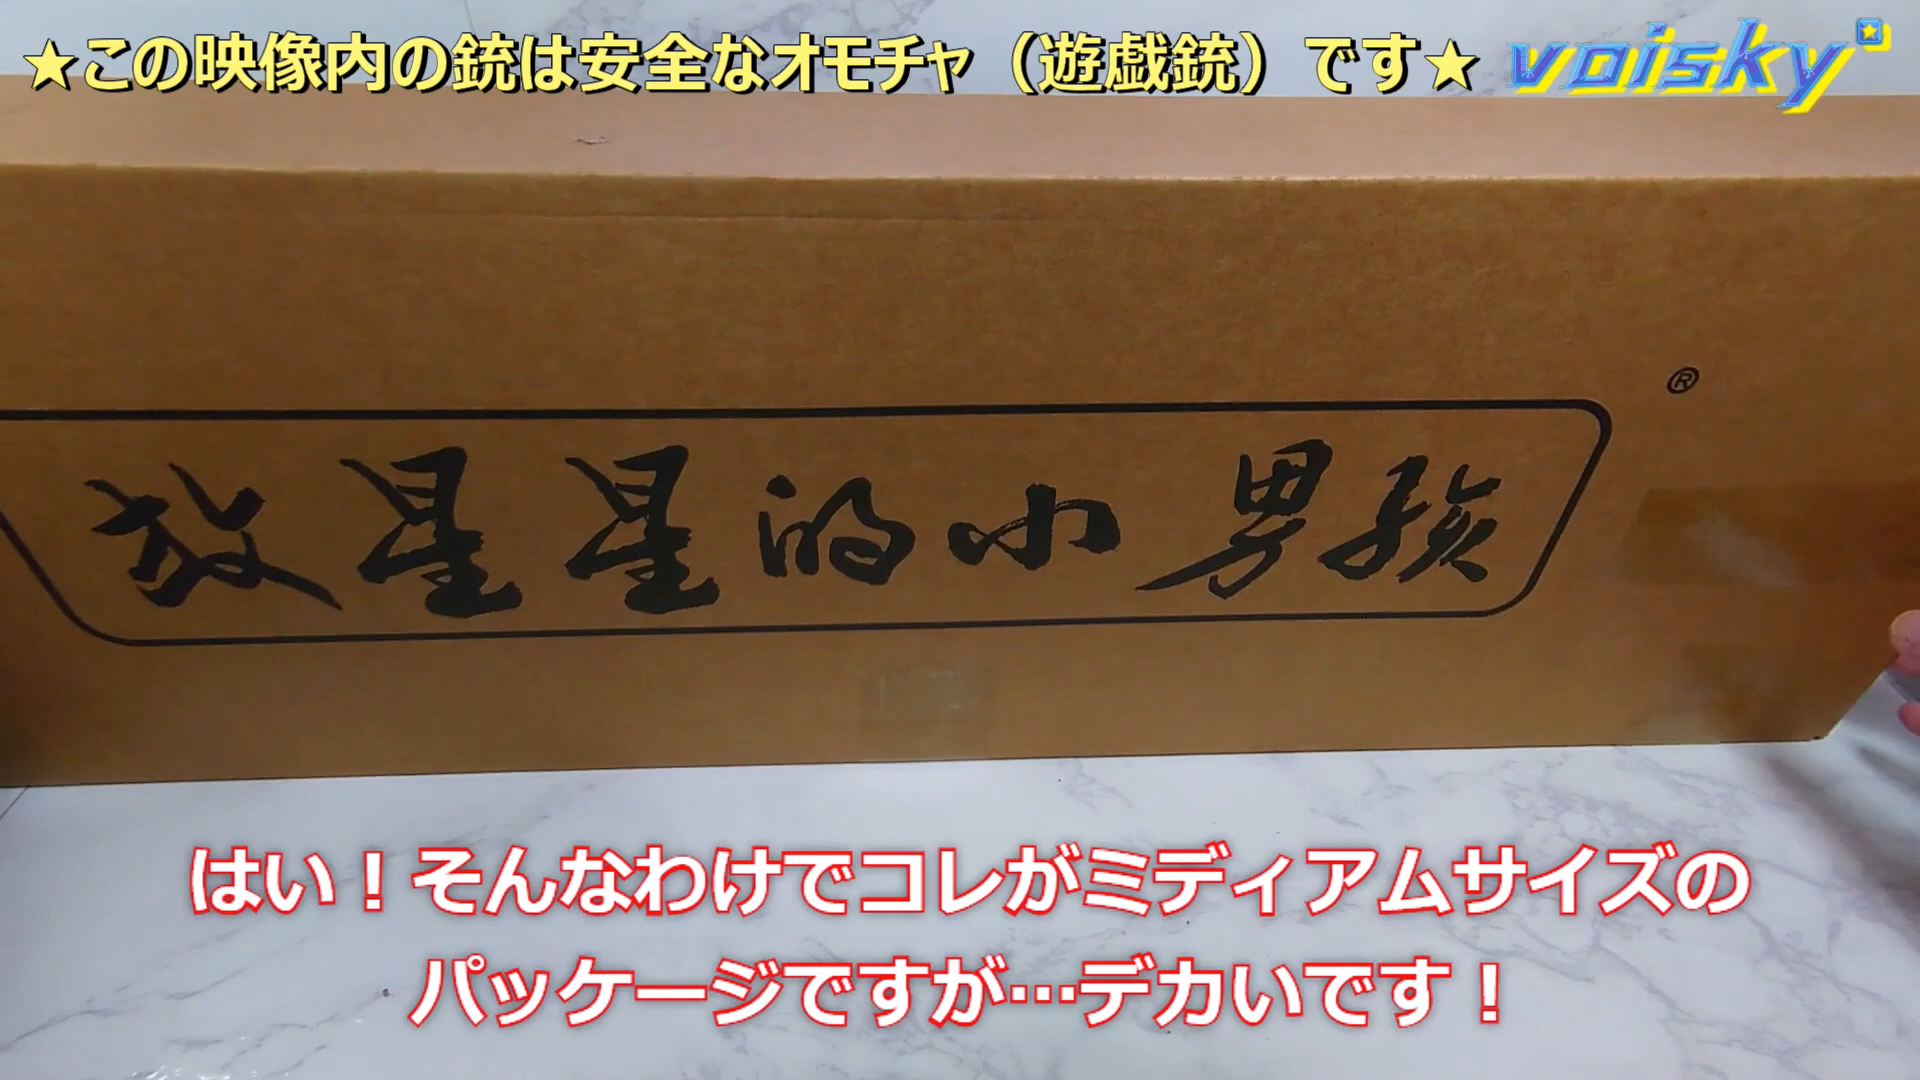 ★この映像内の銃は安全なオモチャ（遊戯銃）です★
voisky
®
放星星的小男孩
はい！そんなわけでコレがミディアムサイズの
パッケージですが…デカいです！